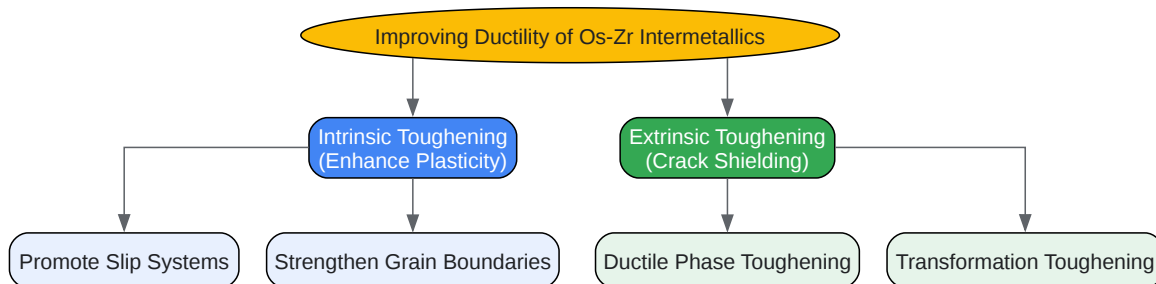 Improving Ductility of Os-Zr Intermetallics
Intrinsic Toughening
(Enhance Plasticity)
Extrinsic Toughening
(Crack Shielding)
Promote Slip Systems
Strengthen Grain Boundaries
Ductile Phase Toughening
Transformation Toughening